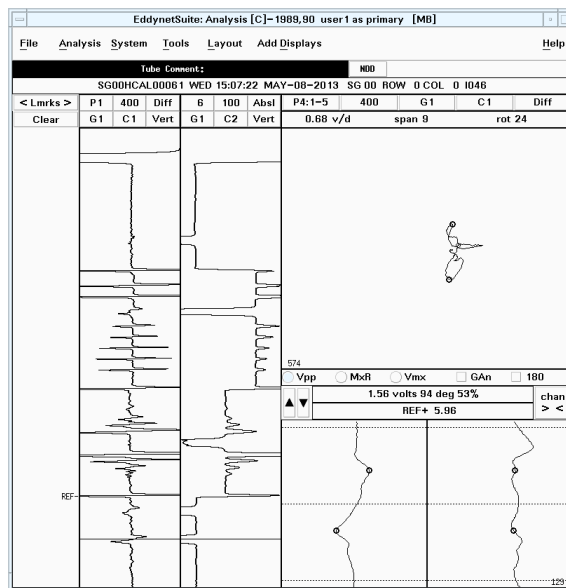 EddynetSuite: Analysis [C]-1989,90 user1 as primary [MB]
File Analysis System Tools Layout Add Displays Help
Tube Comment: NDD
SG00HCAL00061 WED 15:07:22 MAY-08-2013 SG 00 ROW 0 COL 0 I046
< Lmrks > P1 400 Diff 6 100 Absl P4:1-5 400 G1 C1 Diff
Clear G1 C1 Vert G1 C2 Vert 0.68 v/d span 9 rot 24
574
Vpp MxR Vmx GAn 180
1.56 volts 94 deg 53% chan
REF+ 5.96 > <
REF-
129